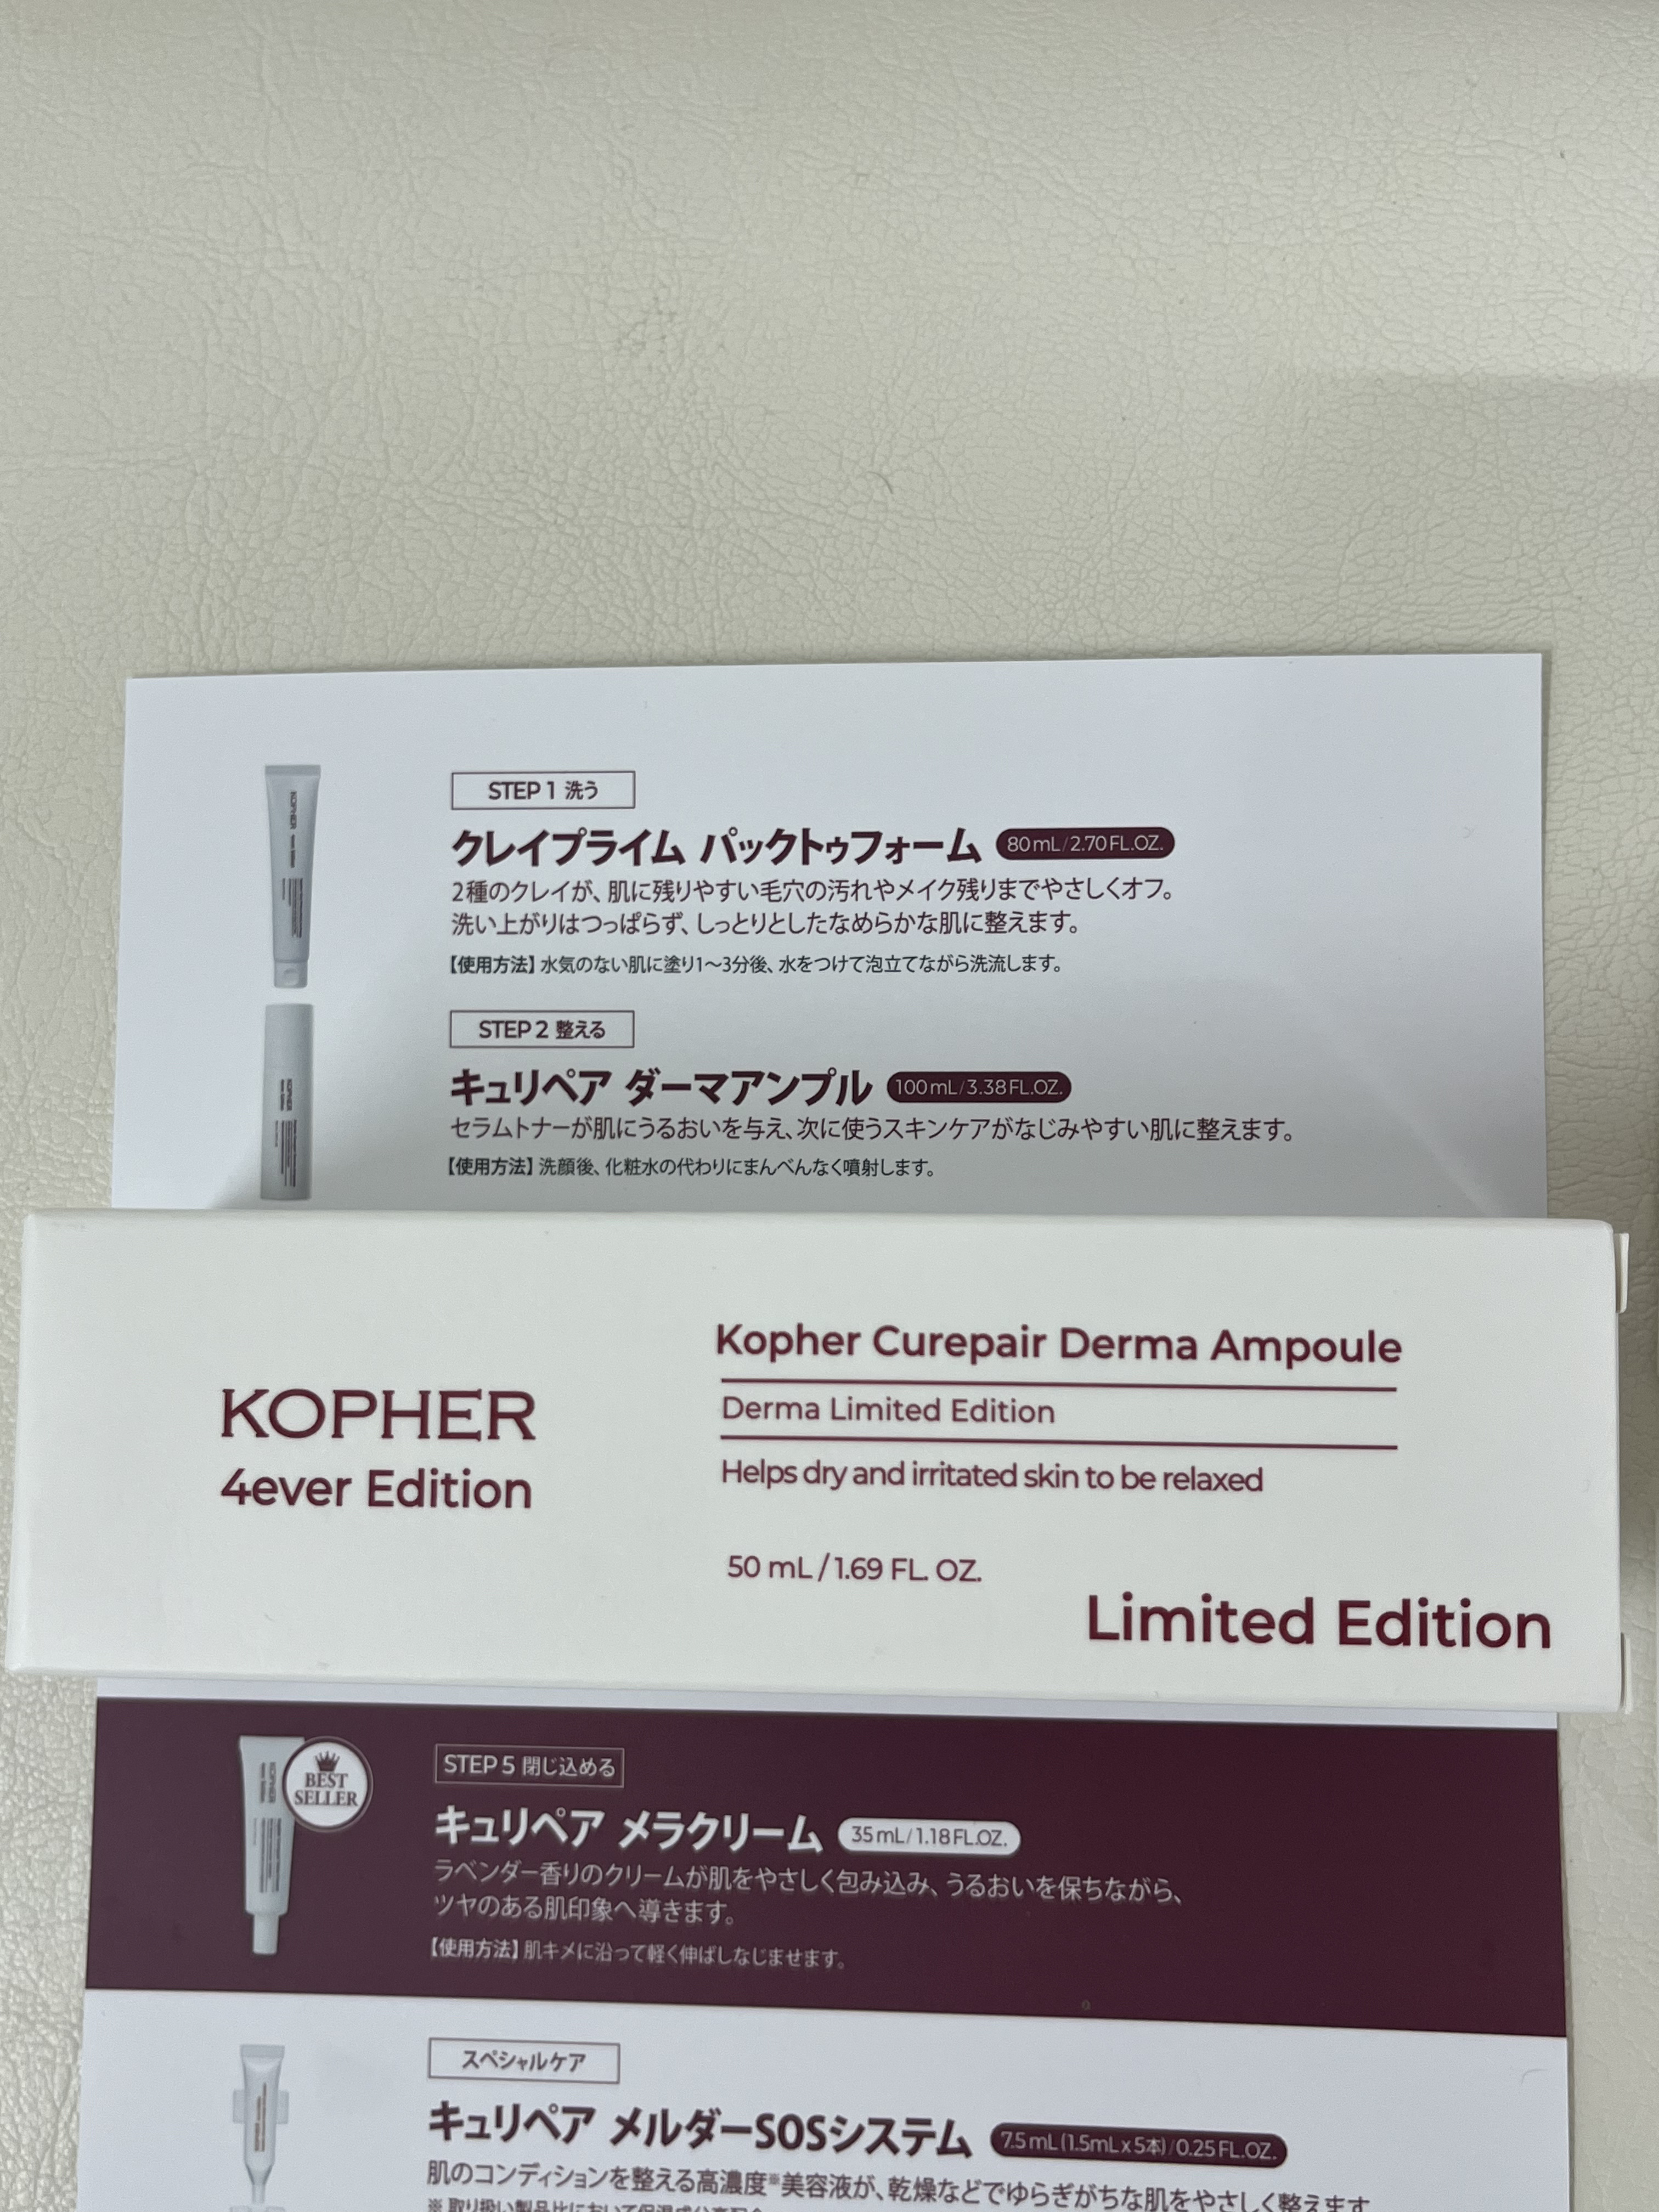 STEP 1 洗う
クレイプライム パックトゥフォーム 80mL/2.70FL.OZ.
2種のクレイが、肌に残りやすい毛穴の汚れやメイク残りまでやさしくオフ。
洗い上がりはつっぱらず、しっとりとしたなめらかな肌に整えます。
【使用方法】水気のない肌に塗り1〜3分後、水をつけて泡立てながら洗流します。
KOPHER
STEP 2 整える
キュリペア ダーマアンプル 100mL/3.38FL.OZ.
セラムトナーが肌にうるおいを与え、次に使うスキンケアがなじみやすい肌に整えます。
【使用方法】洗顔後、化粧水の代わりにまんべんなく噴射します。
KOPHER
KOPHER
4ever Edition
Kopher Curepair Derma Ampoule
Derma Limited Edition
Helps dry and irritated skin to be relaxed
50 mL / 1.69 FL. OZ.
Limited Edition
KOPHER
BEST
SELLER
STEP 5 閉じ込める
キュリペア メラクリーム 35mL/1.18FL.OZ.
ラベンダー香りのクリームが肌をやさしく包み込み、うるおいを保ちながら、
ツヤのある肌印象へ導きます。
【使用方法】肌キメに沿って軽く伸ばしなじませます。
スペシャルケア
キュリペア メルダーSOSシステム 7.5mL(1.5mL x 5本)/0.25FL.OZ.
肌のコンディションを整える高濃度※美容液が、乾燥などでゆらぎがちな肌をやさしく整えます